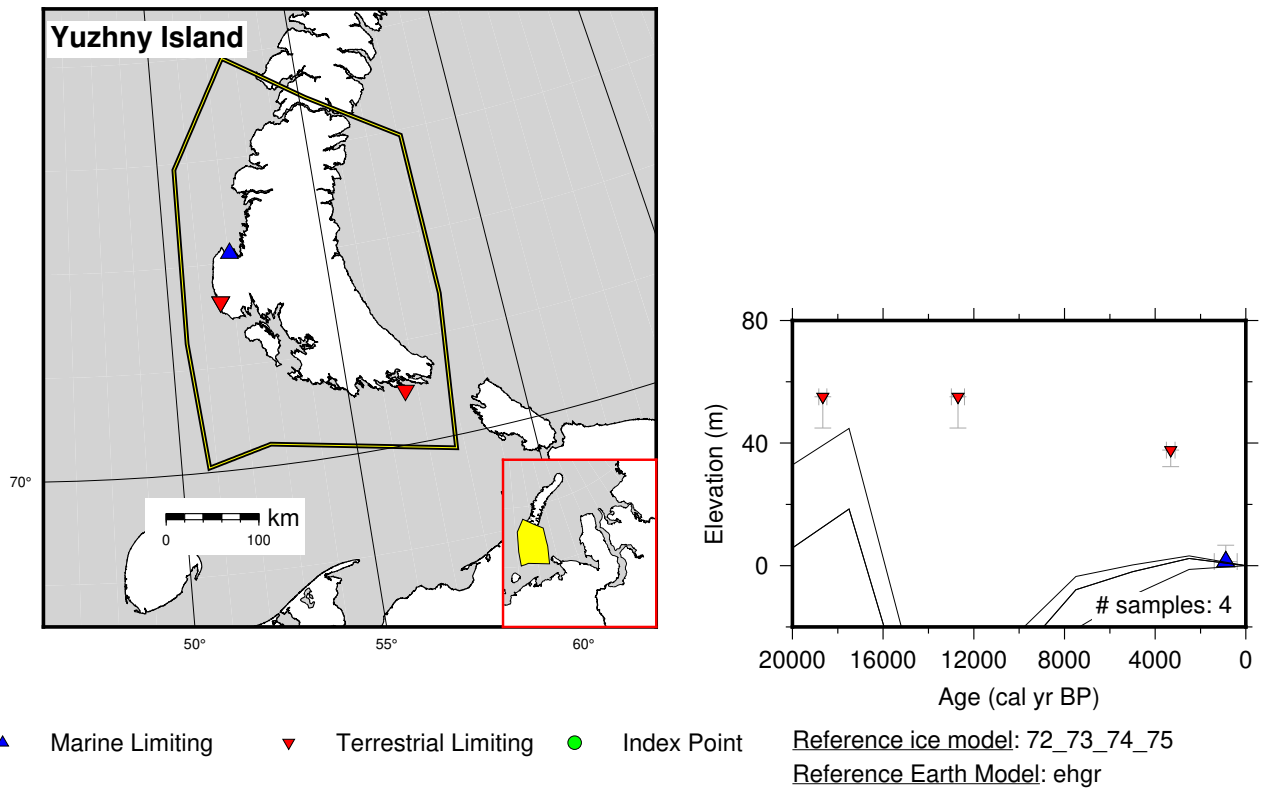 Yuzhny Island
70°
km
0 100
50° 55° 60°
80
40
0
Elevation (m)
# samples: 4
20000 16000 12000 8000 4000 0
Age (cal yr BP)
Marine Limiting Terrestrial Limiting Index Point
Reference ice model: 72_73_74_75
Reference Earth Model: ehgr